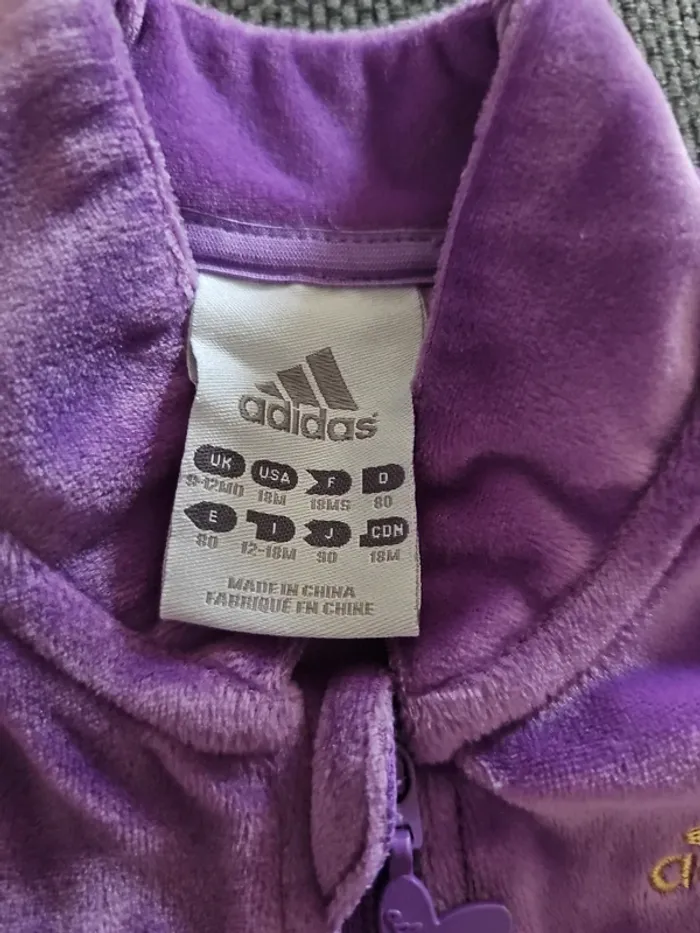 adidas
UK USA F D
9-12MO 18M 18MS 80
E I J CDN
80 12-18M 90 18M
MADE IN CHINA
FABRIQUÉ EN CHINE